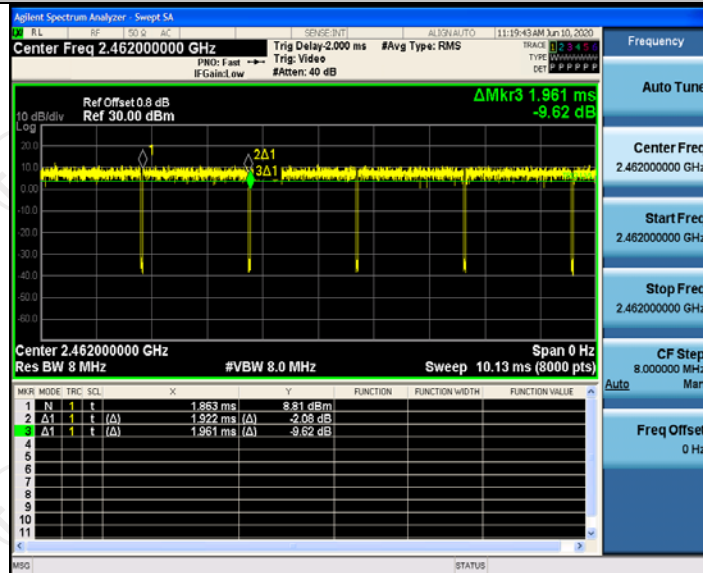 Agilent Spectrum Analyzer - Swept SA
RL RF 50 Ω AC SENSE:INT ALIGNAUTO 11:19:43 AM Jun 10, 2020
Center Freq 2.462000000 GHz
Trig Delay-2.000 ms #Avg Type: RMS
TRACE 1 2 3 4 5 6
PNO: Fast Trig: Video
TYPE
IFGain:Low #Atten: 40 dB
DET P P P P P P
Frequency
Auto Tune
Center Freq
2.462000000 GHz
Start Freq
2.462000000 GHz
Stop Freq
2.462000000 GHz
CF Step
8.000000 MHz
Auto Man
Freq Offset
0 Hz
ΔMkr3 1.961 ms
-9.62 dB
Ref Offset 0.8 dB
10 dB/div Ref 30.00 dBm
Log
20.0
10.0
0.00
-10.0
-20.0
-30.0
-40.0
-50.0
-60.0
1
2Δ1
3Δ1
Center 2.462000000 GHz Span 0 Hz
Res BW 8 MHz #VBW 8.0 MHz Sweep 10.13 ms (8000 pts)
MKR MODE TRC SCL X Y FUNCTION FUNCTION WIDTH FUNCTION VALUE
1 N 1 t 1.863 ms 8.81 dBm
2 Δ1 1 t (Δ) 1.922 ms (Δ) -2.08 dB
3 Δ1 1 t (Δ) 1.961 ms (Δ) -9.62 dB
4
5
6
7
8
9
10
11
MSG STATUS